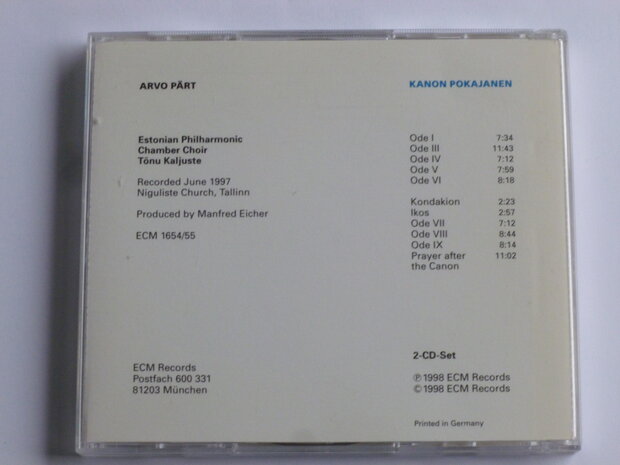 ARVO PÄRT
KANON POKAJANEN
Estonian Philharmonic
Chamber Choir
Tõnu Kaljuste
Recorded June 1997
Niguliste Church, Tallinn
Produced by Manfred Eicher
ECM 1654/55
Ode I 7:34
Ode III 11:43
Ode IV 7:12
Ode V 7:59
Ode VI 8:18
Kondakion 2:23
Ikos 2:57
Ode VII 7:12
Ode VIII 8:44
Ode IX 8:14
Prayer after 11:02
the Canon
ECM Records
Postfach 600 331
81203 München
2-CD-Set
℗ 1998 ECM Records
© 1998 ECM Records
Printed in Germany